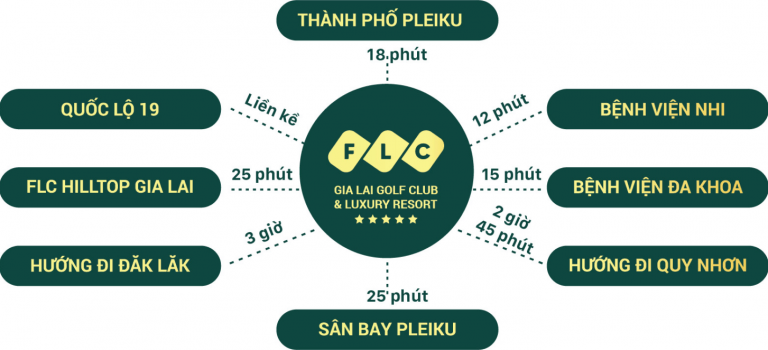 THÀNH PHỐ PLEIKU
18 phút
QUỐC LỘ 19
Liền kề
12 phút
BỆNH VIỆN NHI
FLC
GIA LAI GOLF CLUB
& LUXURY RESORT
FLC HILLTOP GIA LAI
25 phút
15 phút
BỆNH VIỆN ĐA KHOA
HƯỚNG ĐI ĐĂK LĂK
3 giờ
2 giờ
45 phút
HƯỚNG ĐI QUY NHƠN
25 phút
SÂN BAY PLEIKU